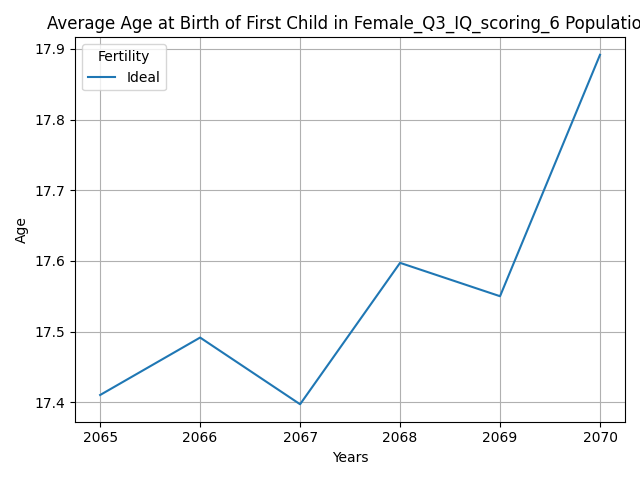 Average Age at Birth of First Child in Female_Q3_IQ_scoring_6 Populatio
Fertility
Ideal
17.9
17.8
17.7
17.6
17.5
17.4
Age
2065 2066 2067 2068 2069 2070
Years